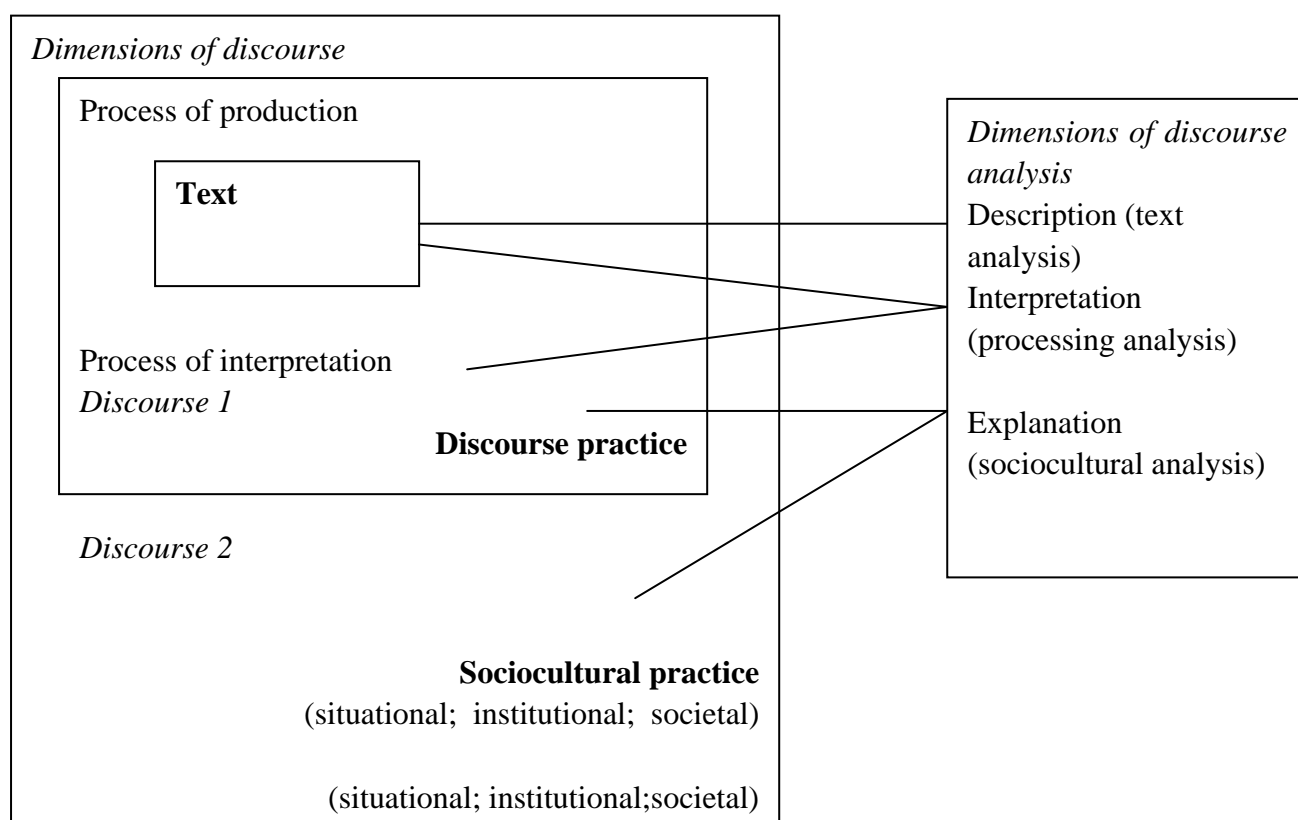 Dimensions of discourse
Process of production
Text
Process of interpretation
Discourse 1
Discourse practice
Discourse 2
Sociocultural practice
(situational; institutional; societal)
(situational; institutional;societal)
Dimensions of discourse
analysis
Description (text
analysis)
Interpretation
(processing analysis)
Explanation
(sociocultural analysis)